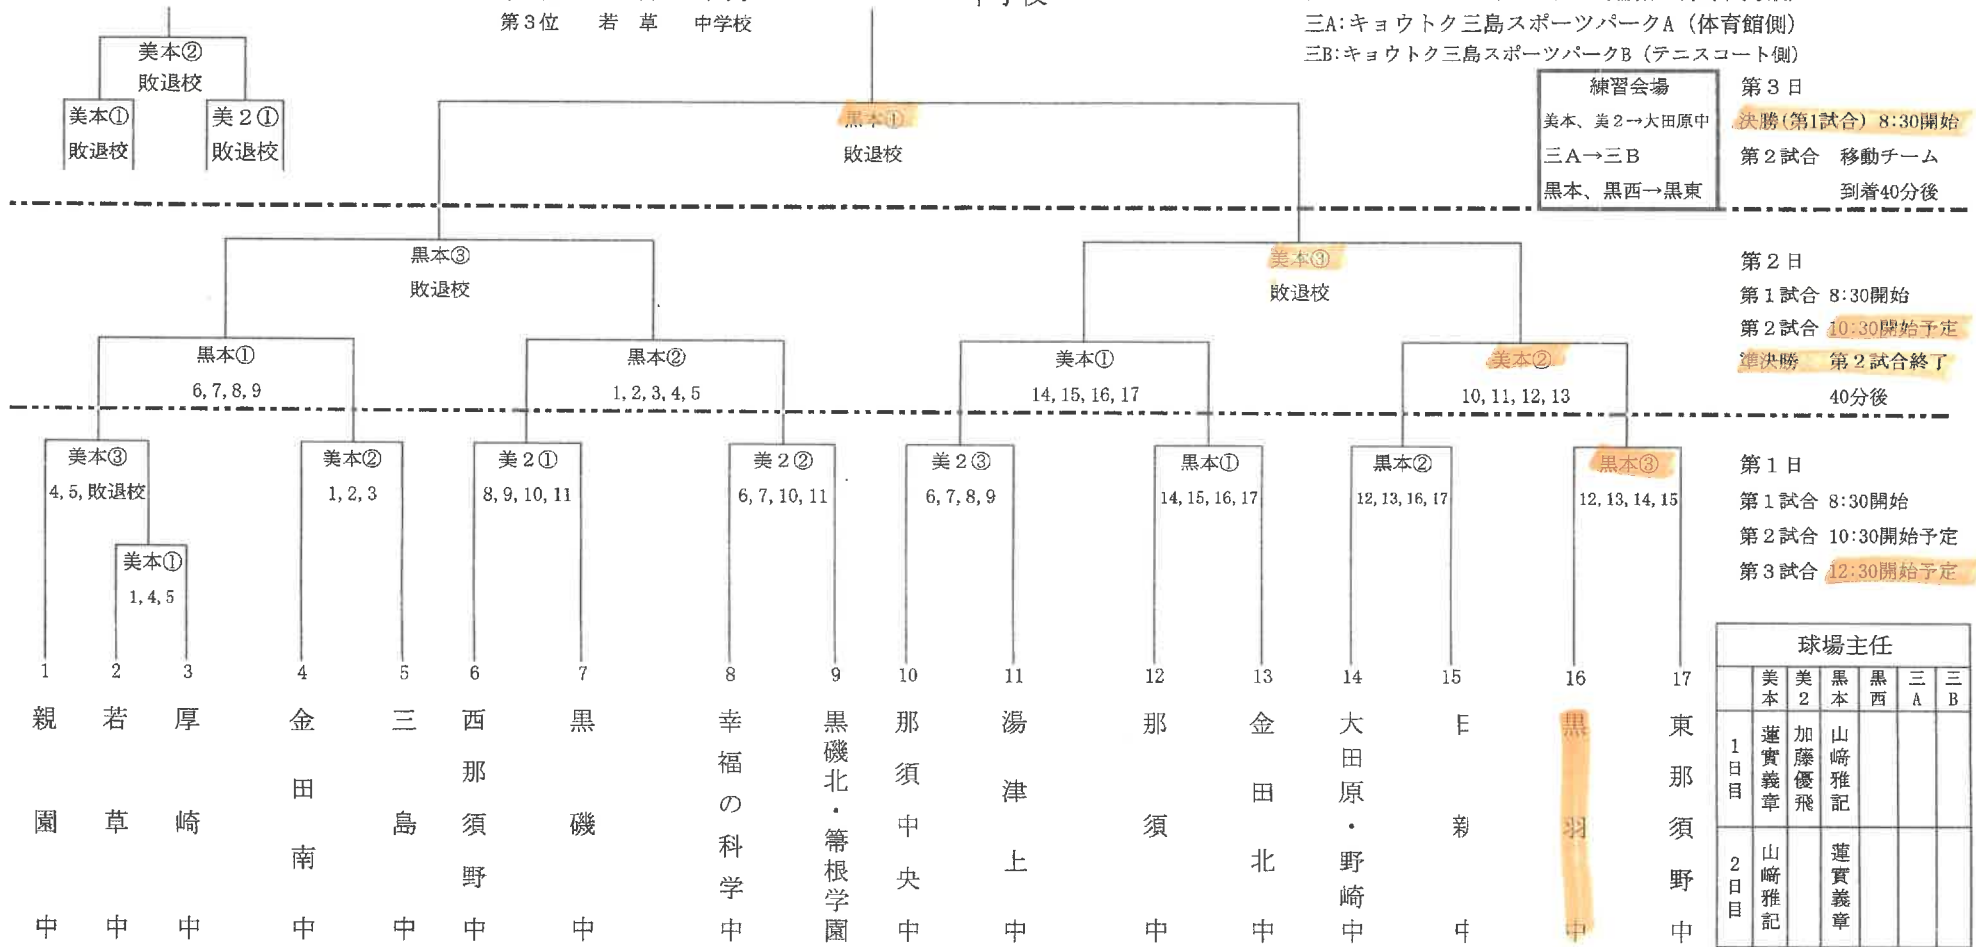 第3位 若草 中学校
三A:キョウトク三島スポーツパークA（体育館側）
三B:キョウトク三島スポーツパークB（テニスコート側）
美本②
敗退校
美本①
敗退校
美2①
敗退校
黒本①
敗退校
練習会場
美本、美2→大田原中
三A→三B
黒本、黒西→黒東
第3日
決勝(第1試合) 8:30開始
第2試合 移動チーム
到着40分後
黒本③
敗退校
美本③
敗退校
第2日
第1試合 8:30開始
第2試合 10:30開始予定
準決勝 第2試合終了
40分後
黒本①
6,7,8,9
黒本②
1,2,3,4,5
美本①
14,15,16,17
美本②
10,11,12,13
美本③
4,5,敗退校
美本②
1,2,3
美2①
8,9,10,11
美2②
6,7,10,11
美2③
6,7,8,9
黒本①
14,15,16,17
黒本②
12,13,16,17
黒本③
12,13,14,15
美本①
1,4,5
第1日
第1試合 8:30開始
第2試合 10:30開始予定
第3試合 12:30開始予定
1 親園中
2 若草中
3 厚崎中
4 金田南中
5 三島中
6 西那須野中
7 黒磯中
8 幸福の科学中
9 黒磯北・箒根学園
10 那須中央中
11 湯津上中
12 那須中
13 金田北中
14 大田原・野崎中
15 日新中
16 黒羽中
17 東那須野中
球場主任
美本 美2 黒本 黒西 三A 三B
1日目 蓮實義章 加藤優飛 山﨑雅記
2日目 山﨑雅記 蓮實義章